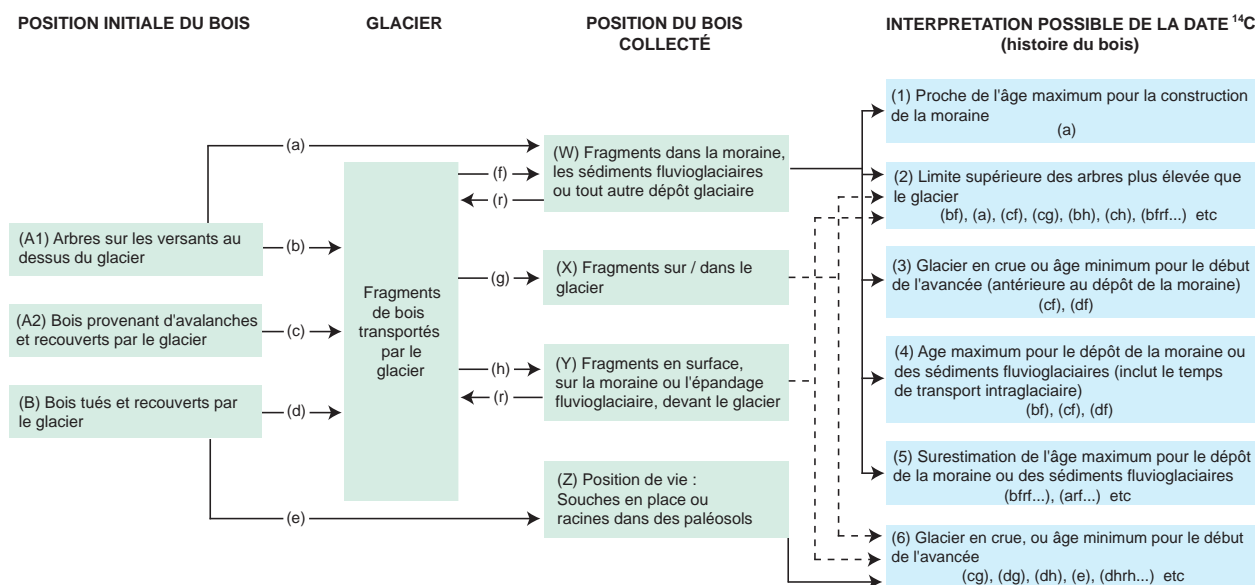 POSITION INITIALE DU BOIS
GLACIER
POSITION DU BOIS
COLLECTÉ
INTERPRETATION POSSIBLE DE LA DATE ¹⁴C
(histoire du bois)
(A1) Arbres sur les versants au
dessus du glacier
(A2) Bois provenant d'avalanches
et recouverts par le glacier
(B) Bois tués et recouverts par
le glacier
(a)
(b)
(c)
(d)
(e)
Fragments
de bois
transportés
par le
glacier
(f)
(r)
(g)
(h)
(r)
(W) Fragments dans la moraine,
les sédiments fluvioglaciaires
ou tout autre dépôt glaciaire
(X) Fragments sur / dans le
glacier
(Y) Fragments en surface,
sur la moraine ou l'épandage
fluvioglaciaire, devant le glacier
(Z) Position de vie :
Souches en place ou
racines dans des paléosols
(1) Proche de l'âge maximum pour la construction
de la moraine
(a)
(2) Limite supérieure des arbres plus élevée que
le glacier
(bf), (a), (cf), (cg), (bh), (ch), (bfrf...) etc
(3) Glacier en crue ou âge minimum pour le début
de l'avancée (antérieure au dépôt de la moraine)
(cf), (df)
(4) Age maximum pour le dépôt de la moraine ou
des sédiments fluvioglaciaires (inclut le temps
de transport intraglaciaire)
(bf), (cf), (df)
(5) Surestimation de l'âge maximum pour le dépôt
de la moraine ou des sédiments fluvioglaciaires
(bfrf...), (arf...) etc
(6) Glacier en crue, ou âge minimum pour le début
de l'avancée
(cg), (dg), (dh), (e), (dhrh...) etc